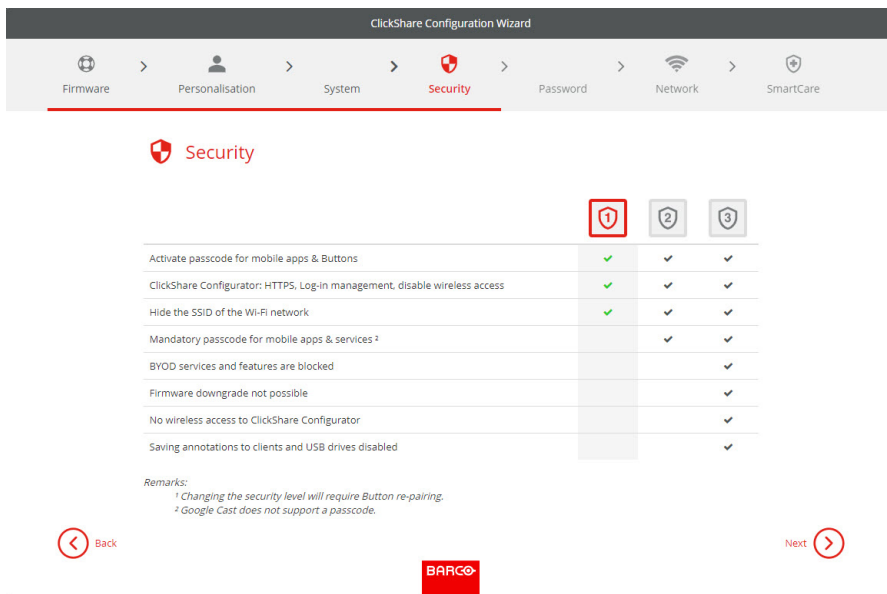 ClickShare Configuration Wizard
Firmware
Personalisation
System
Security
Password
Network
SmartCare
Security
1 2 3
Activate passcode for mobile apps & Buttons
ClickShare Configurator: HTTPS, Log-in management, disable wireless access
Hide the SSID of the Wi-Fi network
Mandatory passcode for mobile apps & services ²
BYOD services and features are blocked
Firmware downgrade not possible
No wireless access to ClickShare Configurator
Saving annotations to clients and USB drives disabled
Remarks:
¹ Changing the security level will require Button re-pairing.
² Google Cast does not support a passcode.
Back
Next
BARCO